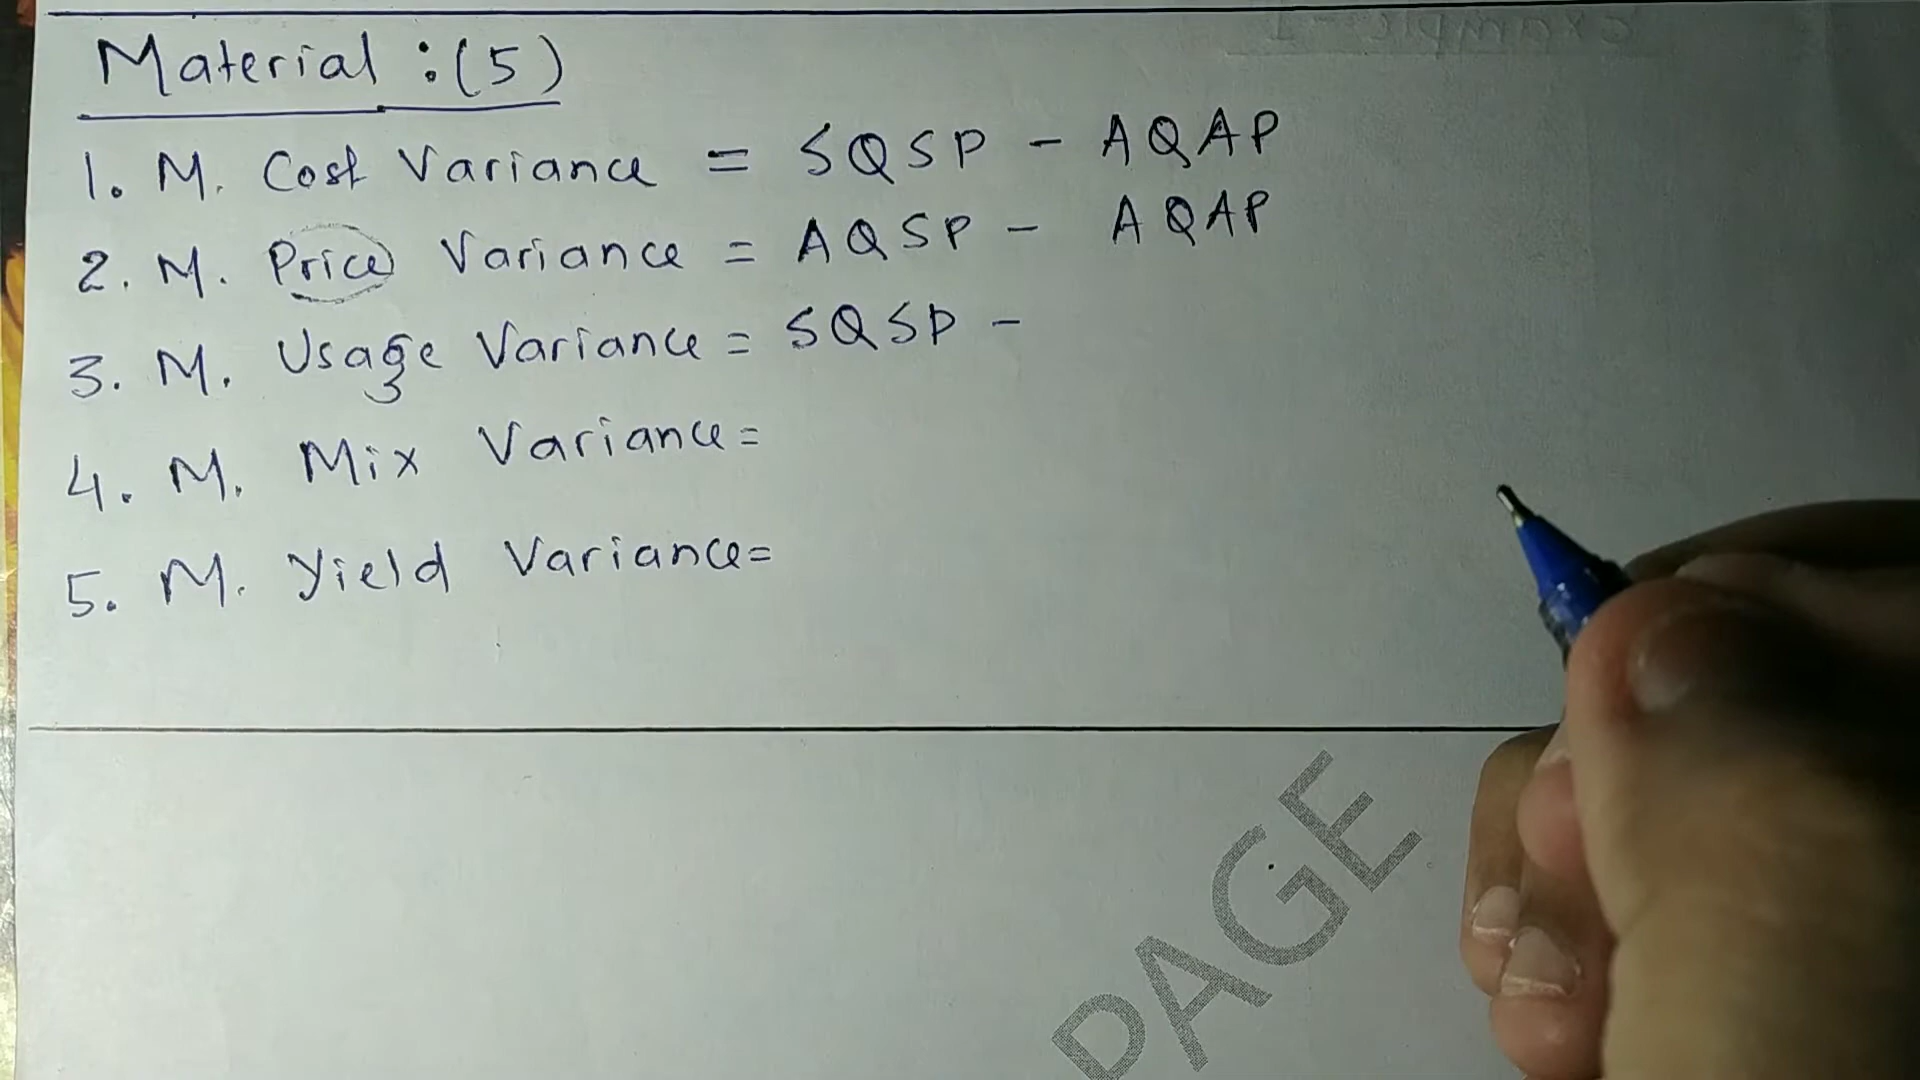 Material : (5)
1. M. Cost Variance = SQSP - AQAP
2. M. Price Variance = AQSP - AQAP
3. M. Usage Variance = SQSP -
4. M. Mix Variance =
5. M. Yield Variance =
PAGE